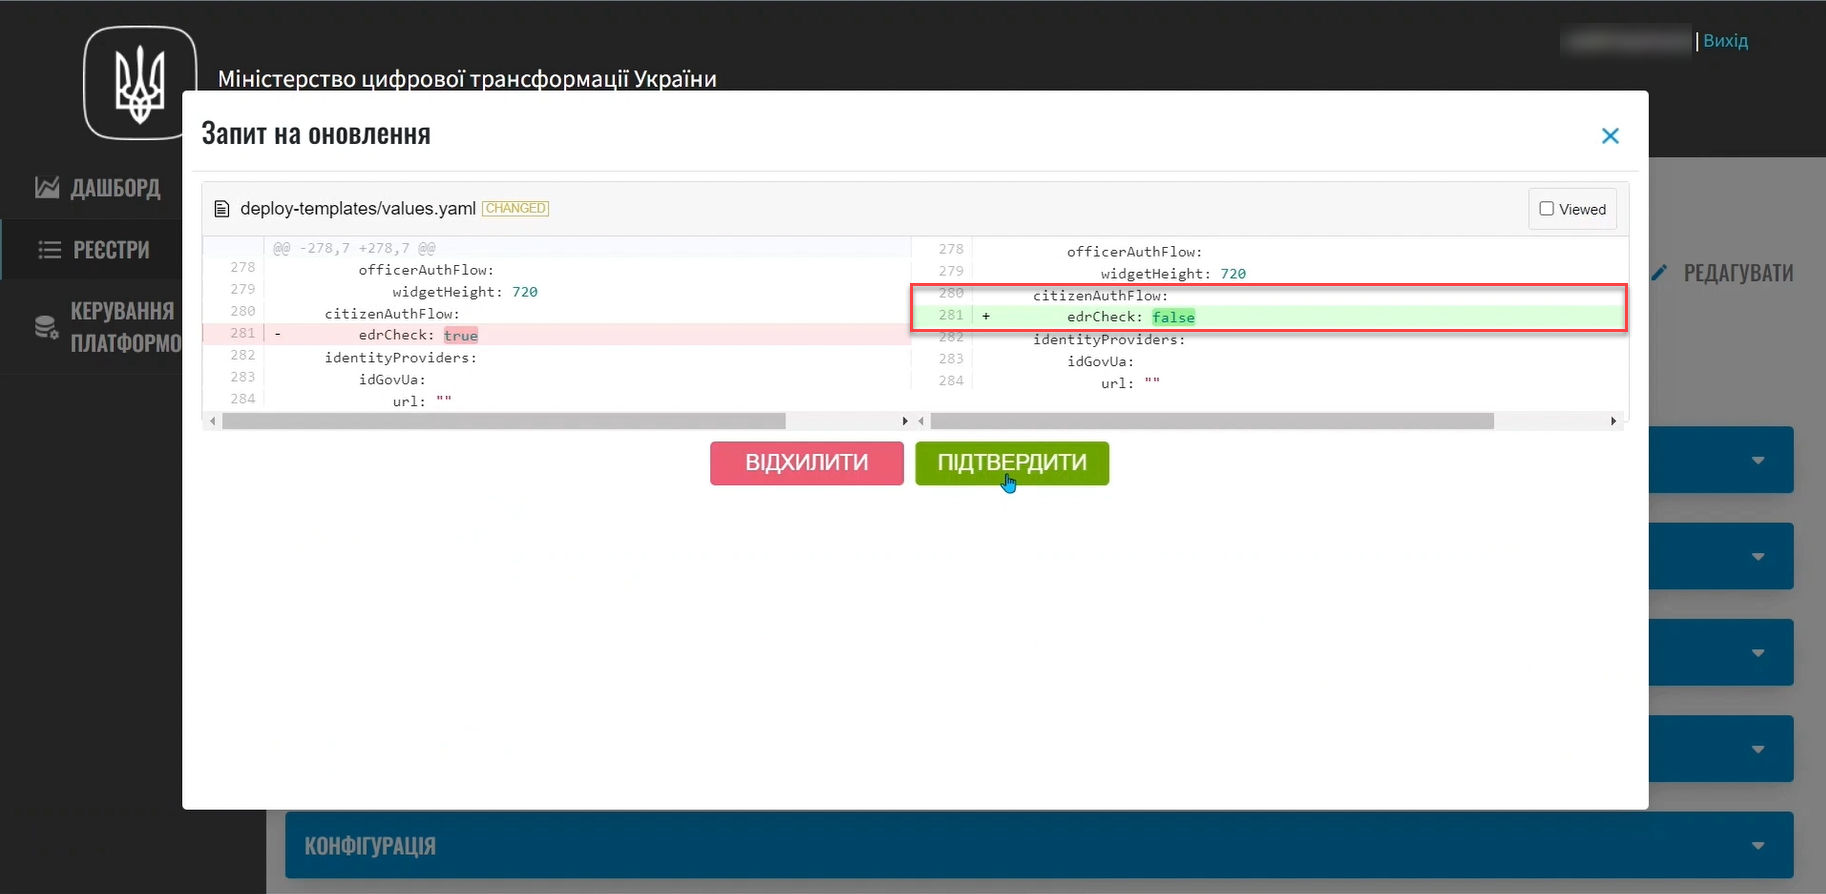 | Вихід
Міністерство цифрової трансформації України
Запит на оновлення
ДАШБОРД
РЕЄСТРИ
КЕРУВАННЯ
ПЛАТФОРМО
РЕДАГУВАТИ
deploy-templates/values.yaml CHANGED
Viewed
@@ -278,7 +278,7 @@
278 officerAuthFlow:
279 widgetHeight: 720
280 citizenAuthFlow:
281 - edrCheck: true
282 identityProviders:
283 idGovUa:
284 url: ""
278 officerAuthFlow:
279 widgetHeight: 720
280 citizenAuthFlow:
281 + edrCheck: false
282 identityProviders:
283 idGovUa:
284 url: ""
ВІДХИЛИТИ
ПІДТВЕРДИТИ
КОНФІГУРАЦІЯ